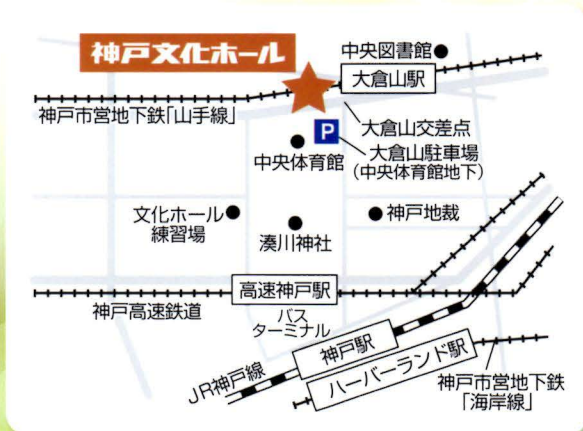 神戸文化ホール
中央図書館
大倉山駅
神戸市営地下鉄「山手線」
P
大倉山交差点
大倉山駐車場
(中央体育館地下)
中央体育館
文化ホール
練習場
湊川神社
神戸地裁
高速神戸駅
神戸高速鉄道
バス
ターミナル
神戸駅
JR神戸線
ハーバーランド駅
神戸市営地下鉄
「海岸線」